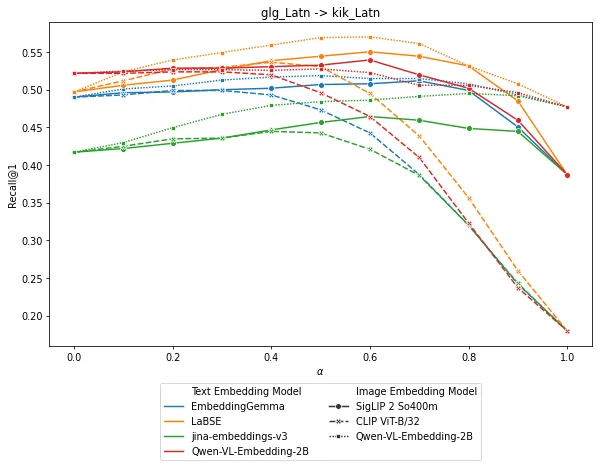 glg_Latn -> kik_Latn
Recall@1
0.55
0.50
0.45
0.40
0.35
0.30
0.25
0.20
0.0 0.2 0.4 0.6 0.8 1.0
α
Text Embedding Model Image Embedding Model
EmbeddingGemma SigLIP 2 So400m
LaBSE CLIP ViT-B/32
jina-embeddings-v3 Qwen-VL-Embedding-2B
Qwen-VL-Embedding-2B